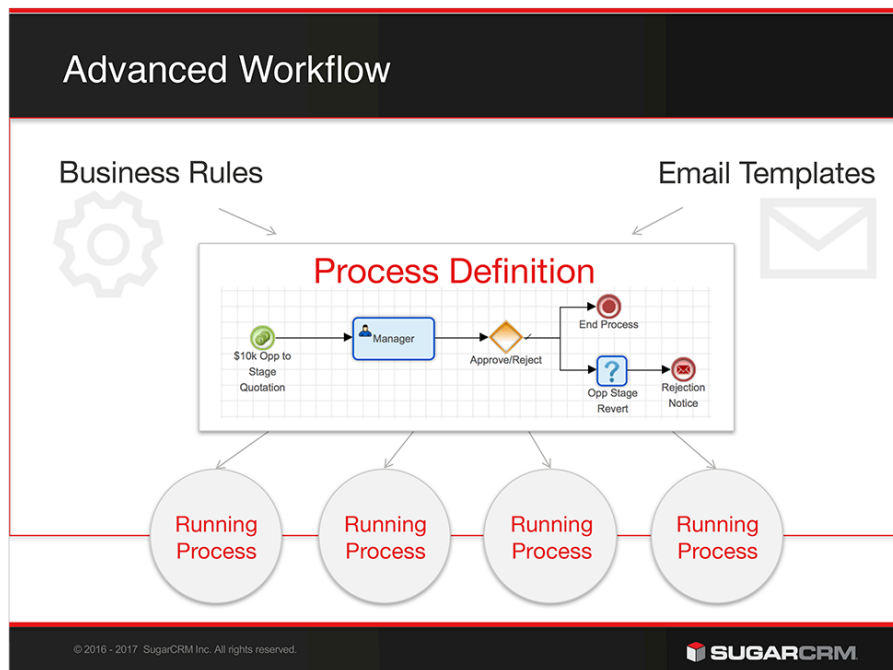 Advanced Workflow
Business Rules
Email Templates
Process Definition
$10k Opp to
Stage
Quotation
Manager
Approve/Reject
End Process
Opp Stage
Revert
Rejection
Notice
Running
Process
Running
Process
Running
Process
Running
Process
© 2016 - 2017 SugarCRM Inc. All rights reserved.
SUGARCRM